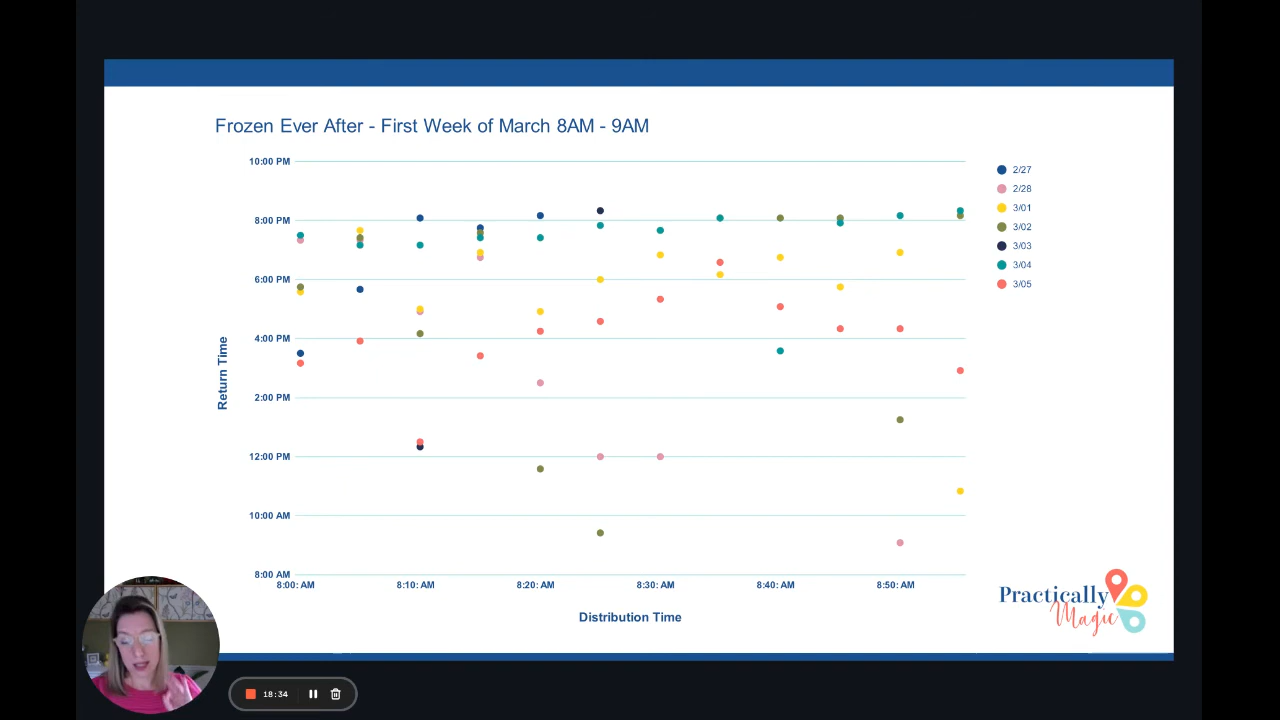 Frozen Ever After - First Week of March 8AM - 9AM
10:00 PM
8:00 PM
6:00 PM
4:00 PM
2:00 PM
12:00 PM
10:00 AM
8:00 AM
Return Time
8:00: AM
8:10: AM
8:20: AM
8:30: AM
8:40: AM
8:50: AM
Distribution Time
2/27
2/28
3/01
3/02
3/03
3/04
3/05
Practically
Magic
18:34